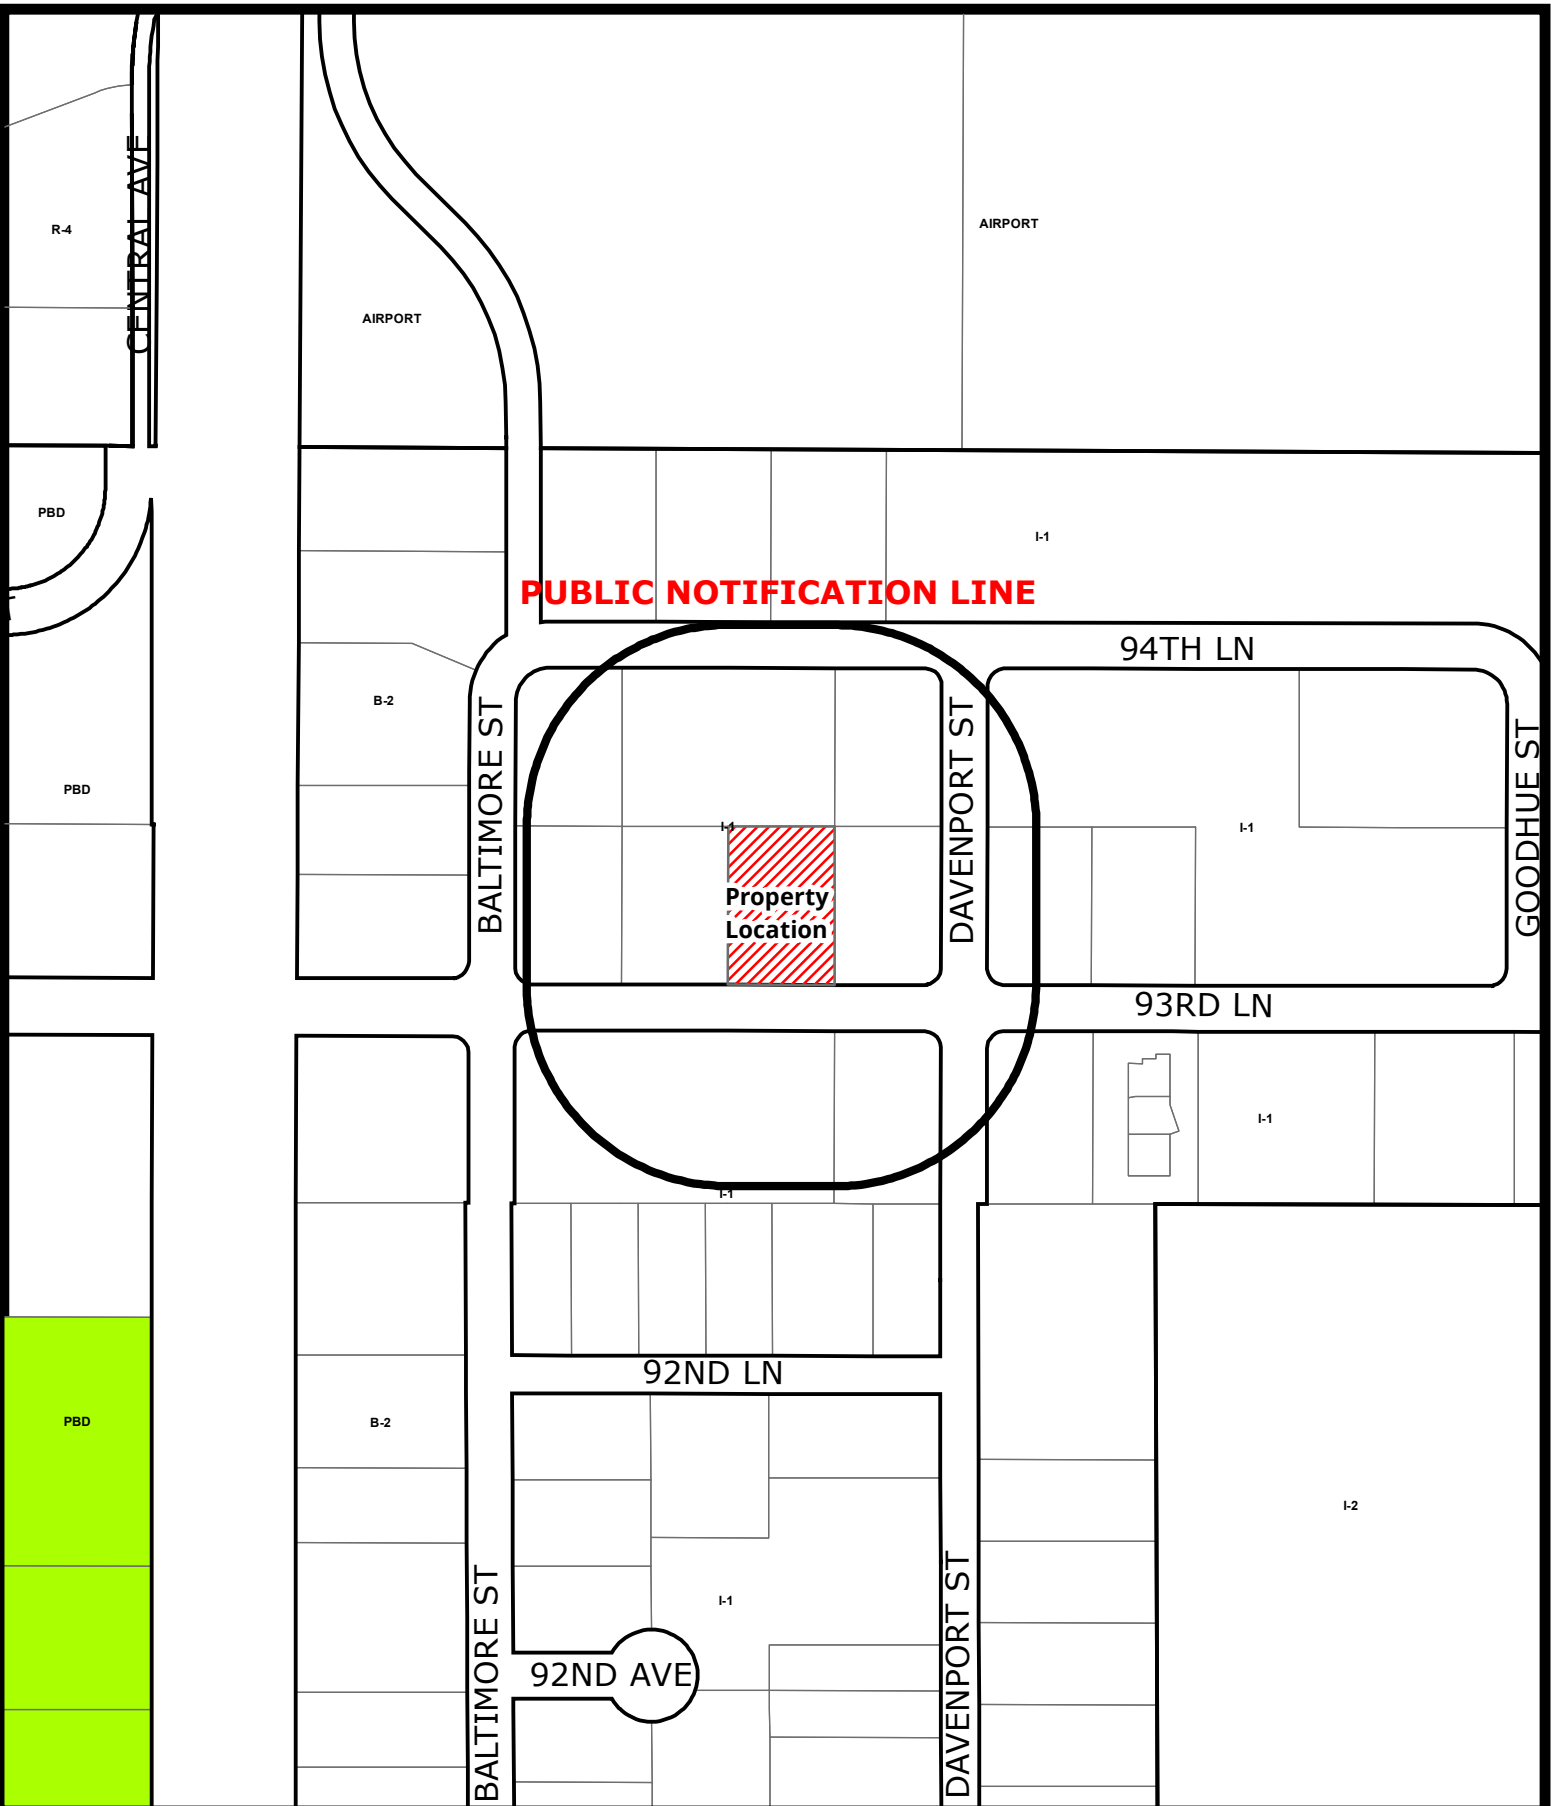 CENTRAL AVE
R-4
AIRPORT
AIRPORT
PBD
I-1
PUBLIC NOTIFICATION LINE
94TH LN
B-2
BALTIMORE ST
DAVENPORT ST
GOODHUE ST
PBD
I-1
I-1
Property
Location
93RD LN
I-1
I-1
92ND LN
PBD
B-2
I-2
I-1
BALTIMORE ST
DAVENPORT ST
92ND AVE